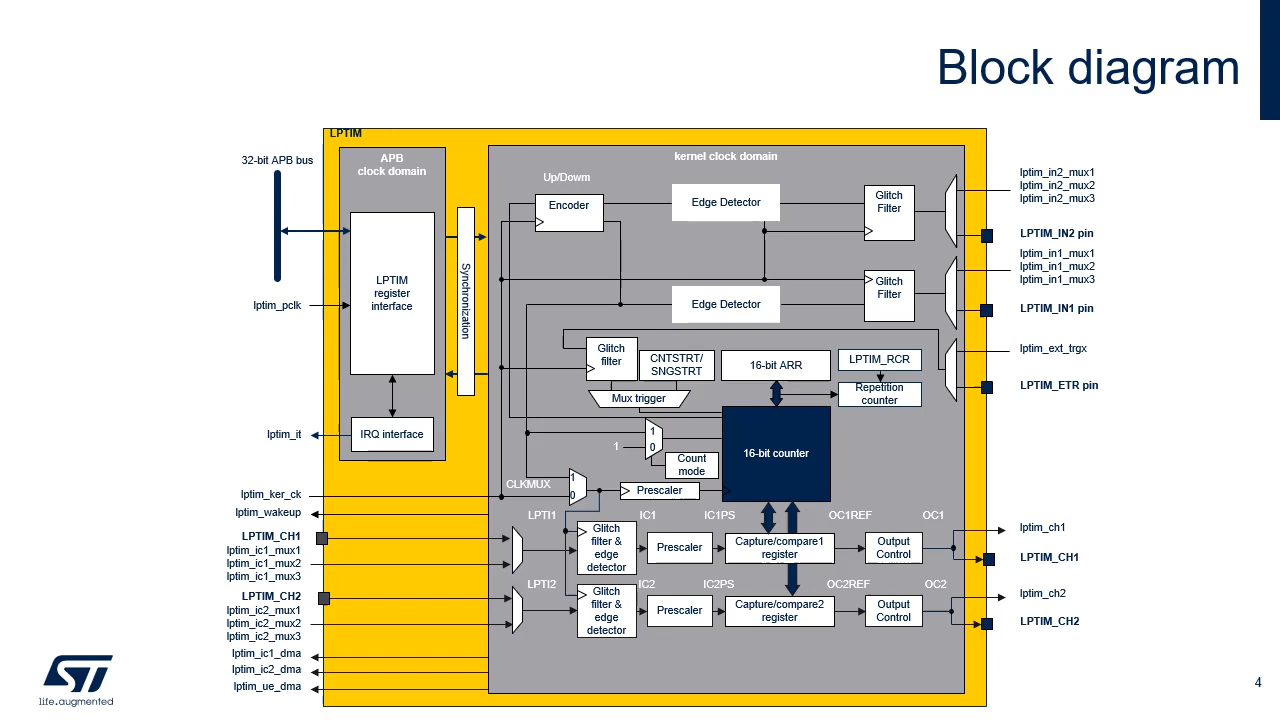 Block diagram
LPTIM
32-bit APB bus
APB
clock domain
LPTIM
register
interface
lptim_pclk
IRQ interface
lptim_it
Synchronization
kernel clock domain
Up/Dowm
Encoder
Edge Detector
Glitch
Filter
lptim_in2_mux1
lptim_in2_mux2
lptim_in2_mux3
LPTIM_IN2 pin
Edge Detector
Glitch
Filter
lptim_in1_mux1
lptim_in1_mux2
lptim_in1_mux3
LPTIM_IN1 pin
Glitch
filter
CNTSTRT/
SNGSTRT
16-bit ARR
LPTIM_RCR
lptim_ext_trgx
Mux trigger
Repetition
counter
LPTIM_ETR pin
1
1
0
Count
mode
16-bit counter
CLKMUX
1
0
Prescaler
lptim_ker_ck
lptim_wakeup
LPTIM_CH1
lptim_ic1_mux1
lptim_ic1_mux2
lptim_ic1_mux3
LPTI1
Glitch
filter &
edge
detector
IC1
Prescaler
IC1PS
Capture/compare1
register
OC1REF
Output
Control
OC1
lptim_ch1
LPTIM_CH1
LPTIM_CH2
lptim_ic2_mux1
lptim_ic2_mux2
lptim_ic2_mux3
LPTI2
Glitch
filter &
edge
detector
IC2
Prescaler
IC2PS
Capture/compare2
register
OC2REF
Output
Control
OC2
lptim_ch2
LPTIM_CH2
lptim_ic1_dma
lptim_ic2_dma
lptim_ue_dma
ST
life.augmented
4